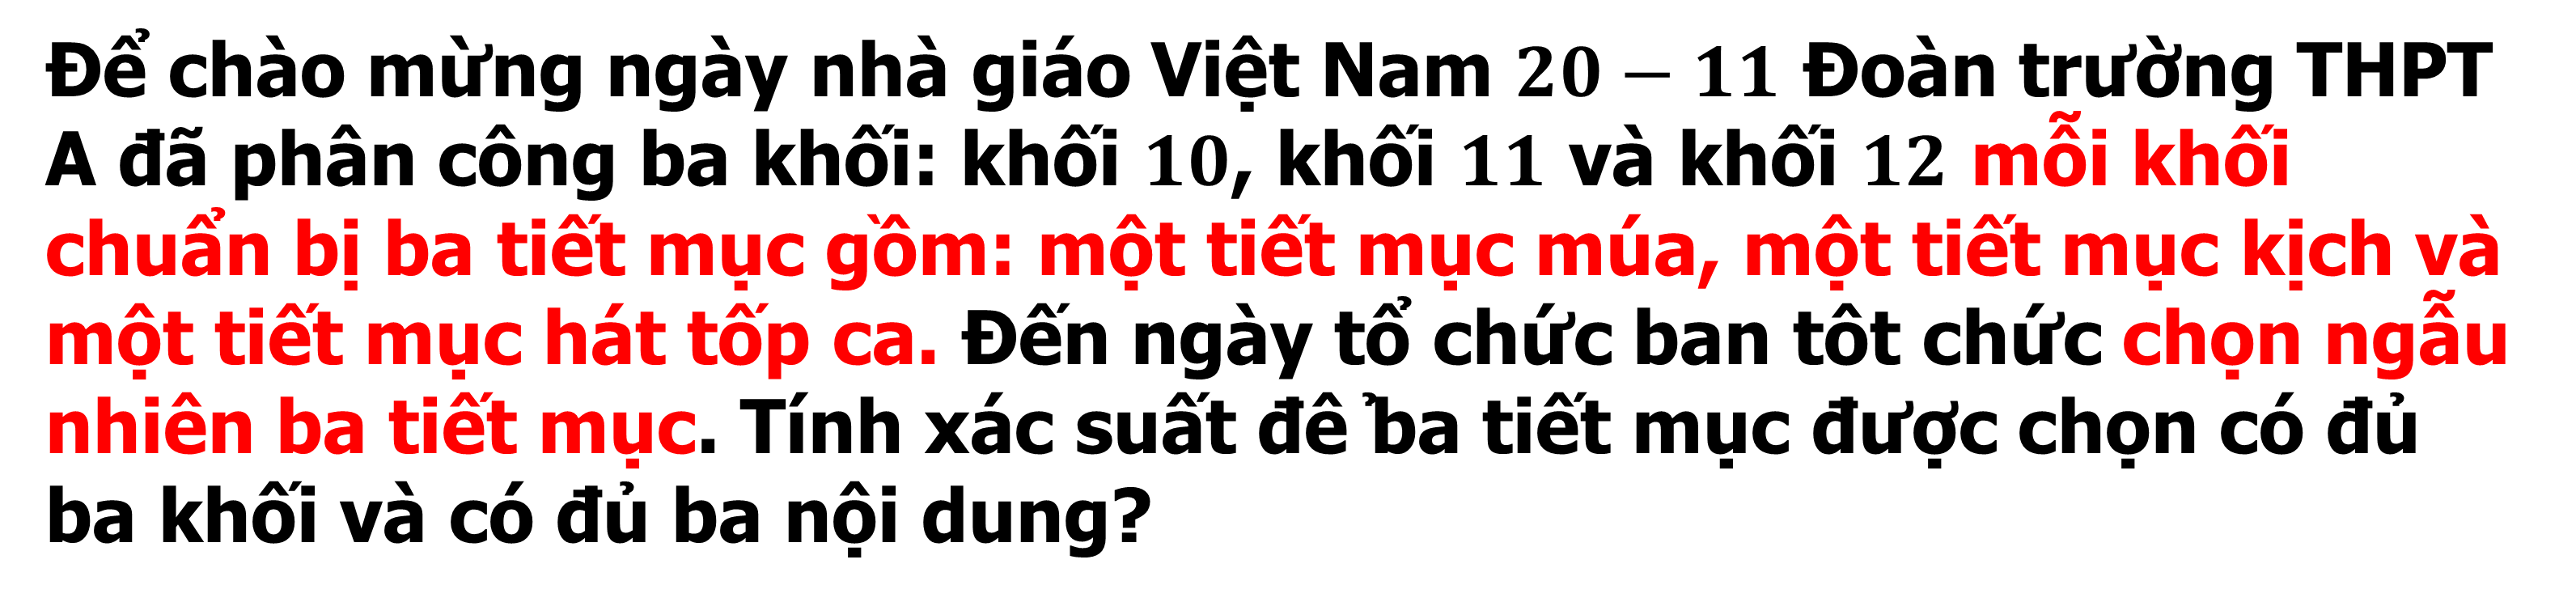 Để chào mừng ngày nhà giáo Việt Nam 20 − 11 Đoàn trường THPT
A đã phân công ba khối: khối 10, khối 11 và khối 12 mỗi khối
chuẩn bị ba tiết mục gồm: một tiết mục múa, một tiết mục kịch và
một tiết mục hát tốp ca. Đến ngày tổ chức ban tôt chức chọn ngẫu
nhiên ba tiết mục. Tính xác suất để ba tiết mục được chọn có đủ
ba khối và có đủ ba nội dung?